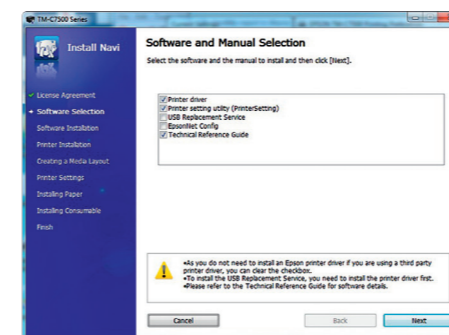 TM-C7500 Series
Install Navi
Software and Manual Selection
Select the software and the manual to install and then click [Next].
License Agreement
Software Selection
Software Installation
Printer Installation
Creating a Media Layout
Printer Settings
Installing Paper
Installing Consumable
Finish
Printer driver
Printer setting utility (PrinterSetting)
USB Replacement Service
EpsonNet Config
Technical Reference Guide
•As you do not need to install an Epson printer driver if you are using a third party
printer driver, you can clear the checkbox.
•To install the USB Replacement Service, you need to install the printer driver first.
•Please refer to the Technical Reference Guide for software details.
Cancel
Back
Next